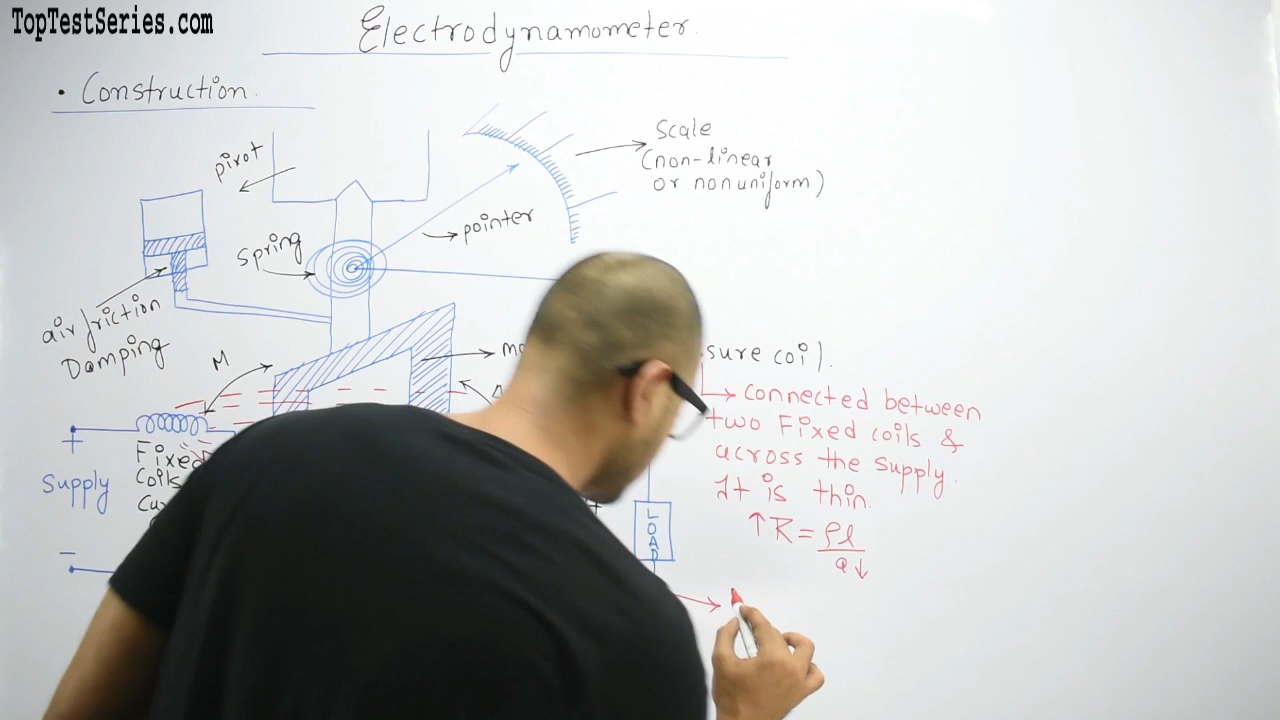 TopTestSeries.com
Electrodynamometer
• Construction.
pivot
Scale
(non-linear
or nonuniform)
pointer
spring
air friction
Damping
M
sure coil).
connected between
two Fixed coils &
across the supply.
It is thin.
↑R = ρl
a↓
+
Fixed
Coils
Supply
LOAD
−